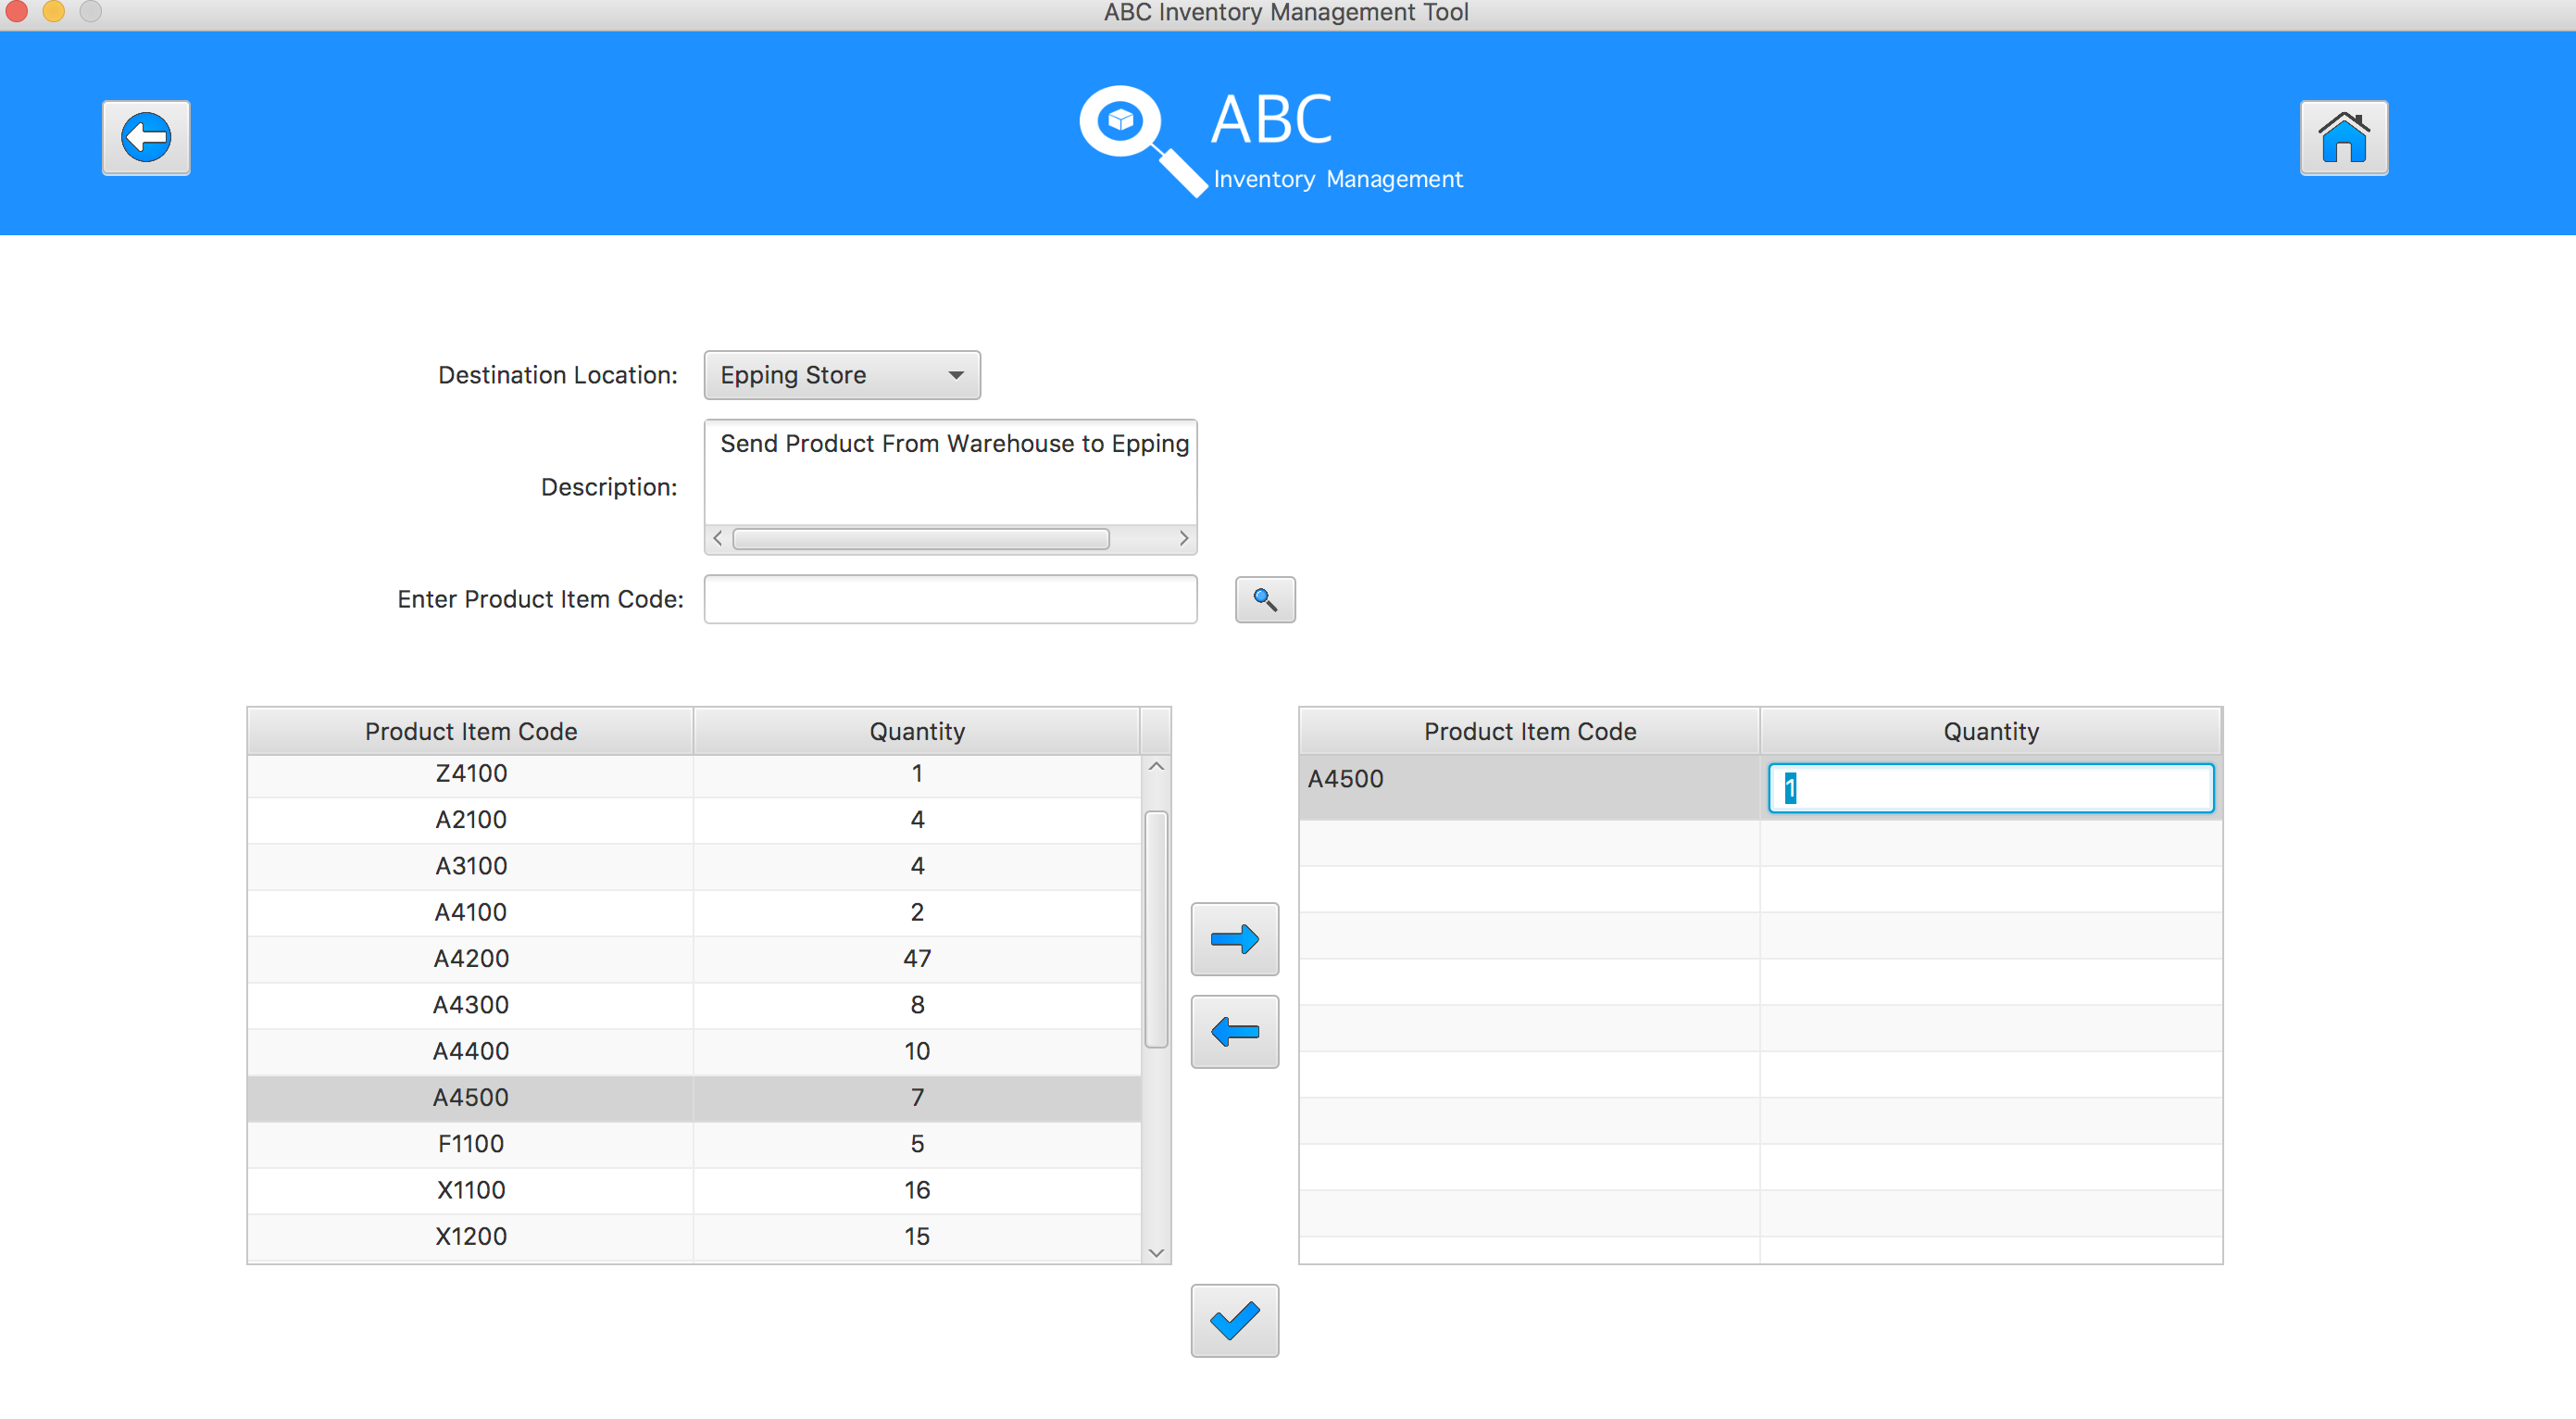 ABC Inventory Management Tool
ABC
Inventory Management
Destination Location: Epping Store
Description: Send Product From Warehouse to Epping
Enter Product Item Code:
Product Item Code Quantity
Z4100 1
A2100 4
A3100 4
A4100 2
A4200 47
A4300 8
A4400 10
A4500 7
F1100 5
X1100 16
X1200 15
Product Item Code Quantity
A4500 1